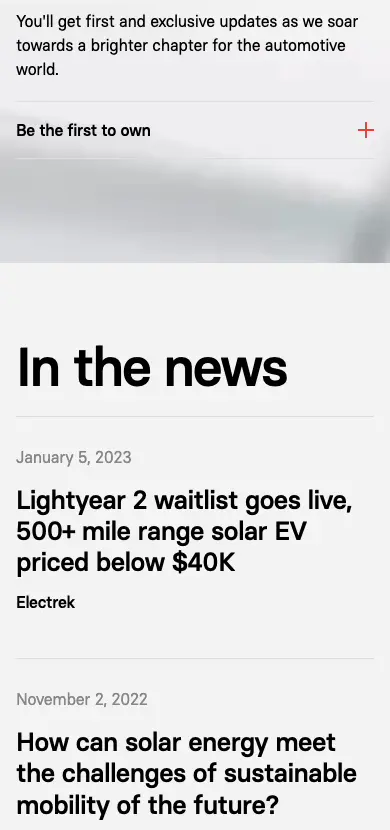 You'll get first and exclusive updates as we soar
towards a brighter chapter for the automotive
world.
Be the first to own
In the news
January 5, 2023
Lightyear 2 waitlist goes live,
500+ mile range solar EV
priced below $40K
Electrek
November 2, 2022
How can solar energy meet
the challenges of sustainable
mobility of the future?